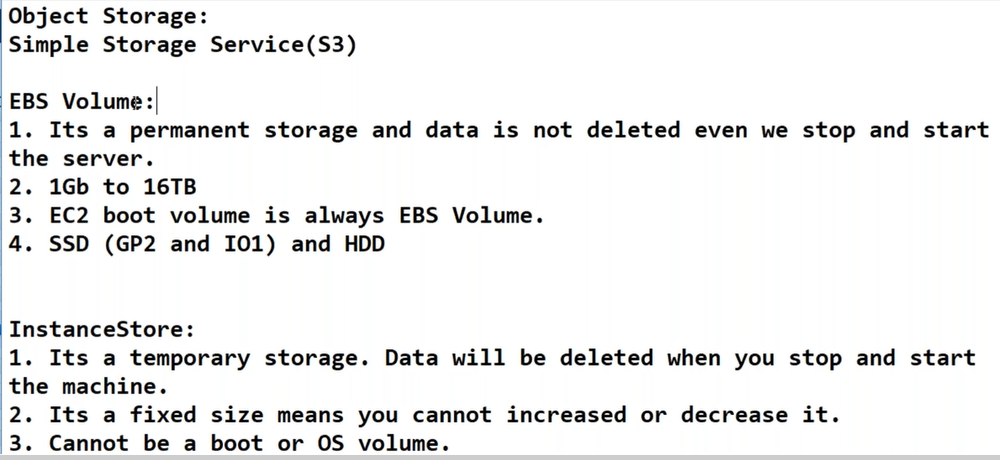 Object Storage:
Simple Storage Service(S3)
EBS Volume:
1. Its a permanent storage and data is not deleted even we stop and start
the server.
2. 1Gb to 16TB
3. EC2 boot volume is always EBS Volume.
4. SSD (GP2 and IO1) and HDD
InstanceStore:
1. Its a temporary storage. Data will be deleted when you stop and start
the machine.
2. Its a fixed size means you cannot increased or decrease it.
3. Cannot be a boot or OS volume.